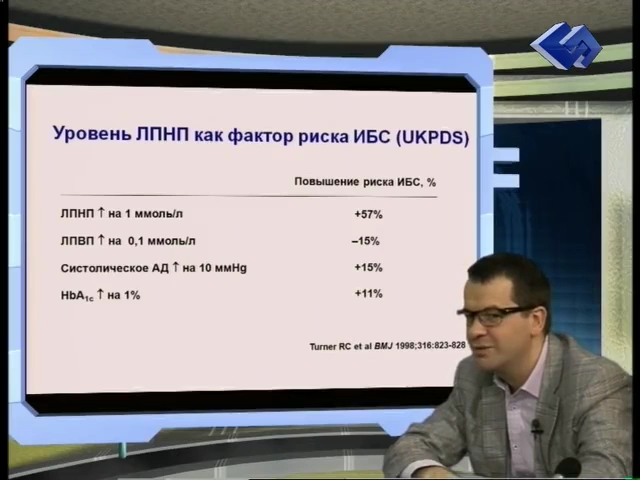 Уровень ЛПНП как фактор риска ИБС (UKPDS)
Повышение риска ИБС, %
ЛПНП ↑ на 1 ммоль/л +57%
ЛПВП ↑ на 0,1 ммоль/л –15%
Систолическое АД ↑ на 10 ммHg +15%
HbA1c ↑ на 1% +11%
Turner RC et al BMJ 1998;316:823-828